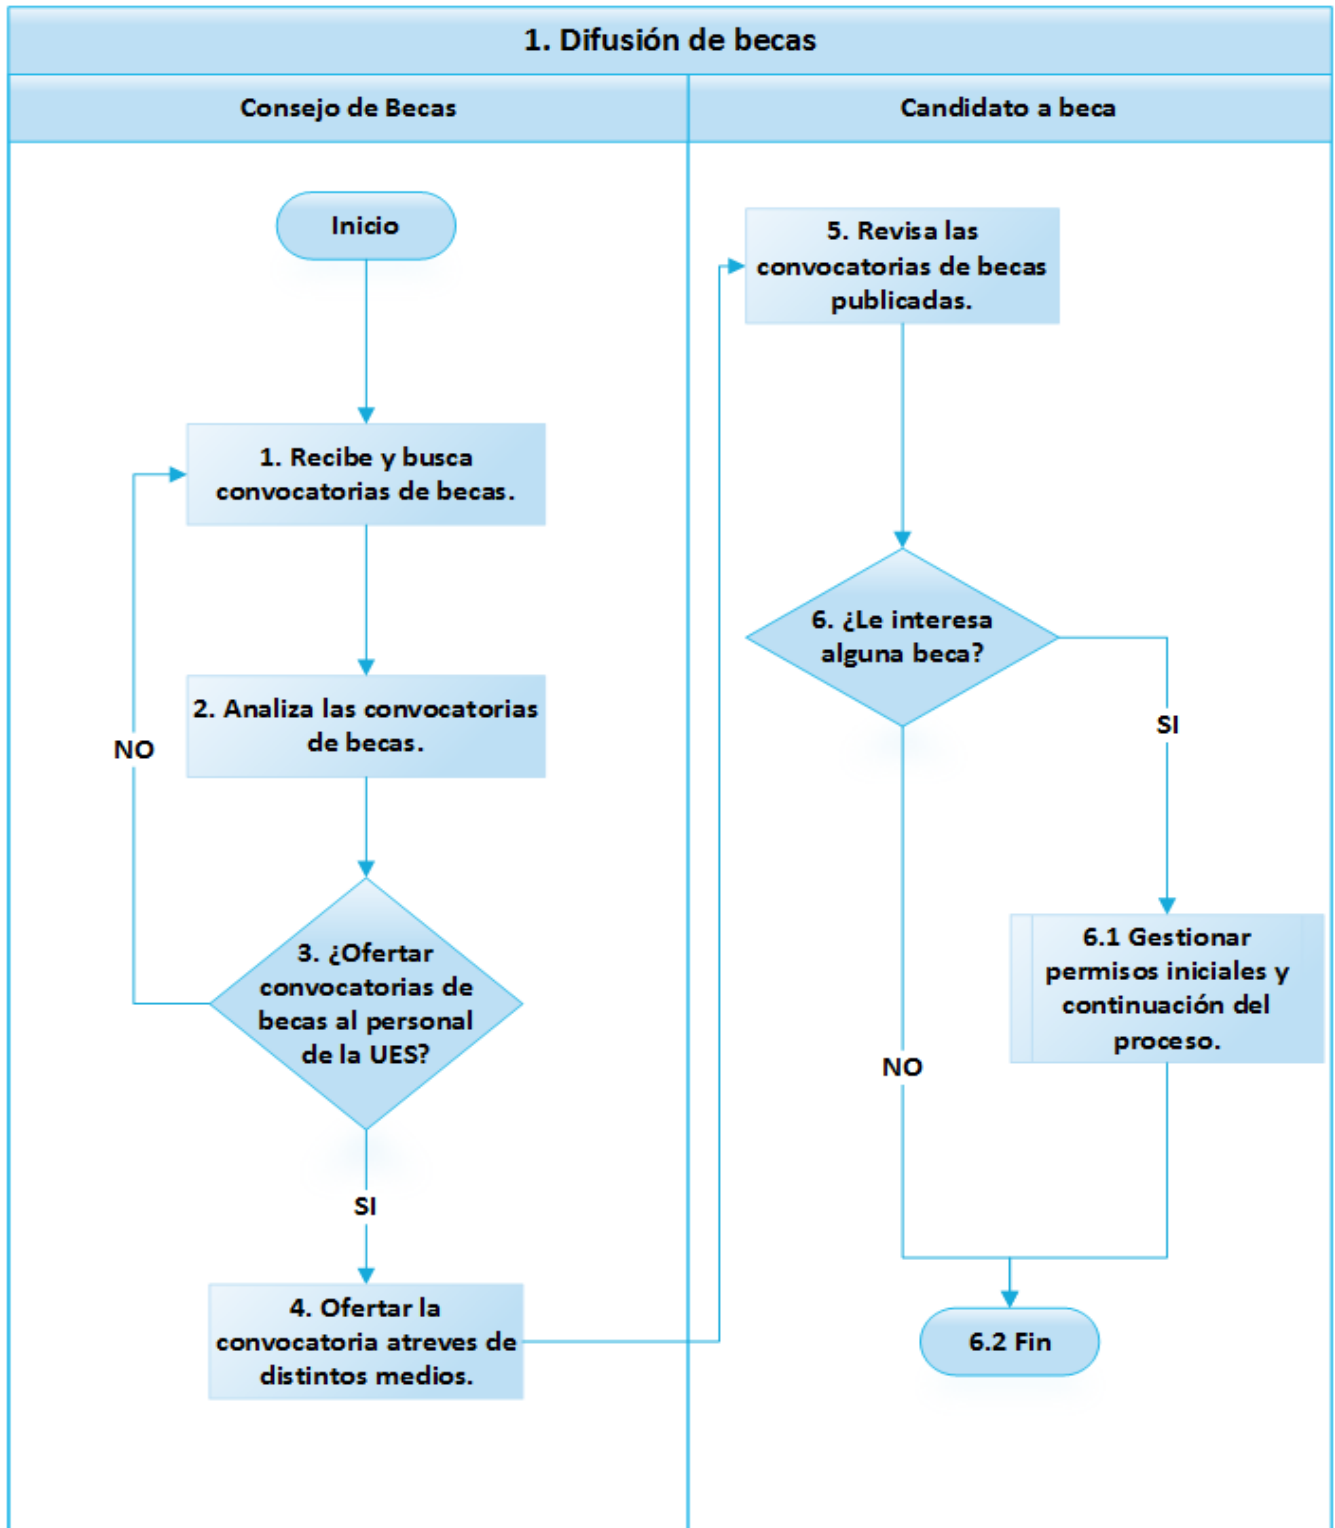 1. Difusión de becas
Consejo de Becas
Candidato a beca
Inicio
1. Recibe y busca
convocatorias de becas.
2. Analiza las convocatorias
de becas.
NO
3. ¿Ofertar
convocatorias de
becas al personal
de la UES?
SI
4. Ofertar la
convocatoria atreves de
distintos medios.
5. Revisa las
convocatorias de becas
publicadas.
6. ¿Le interesa
alguna beca?
SI
6.1 Gestionar
permisos iniciales y
continuación del
proceso.
NO
6.2 Fin